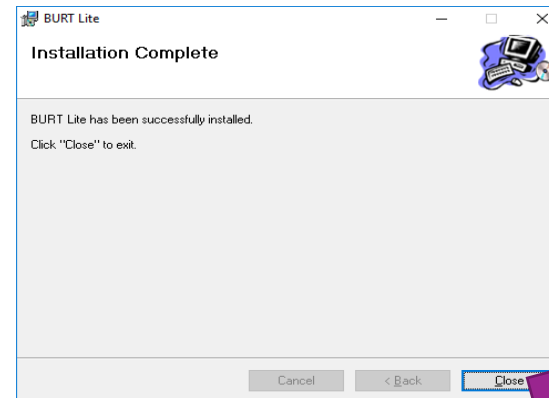 BURT Lite
Installation Complete
BURT Lite has been successfully installed.
Click "Close" to exit.
Cancel
< Back
Close